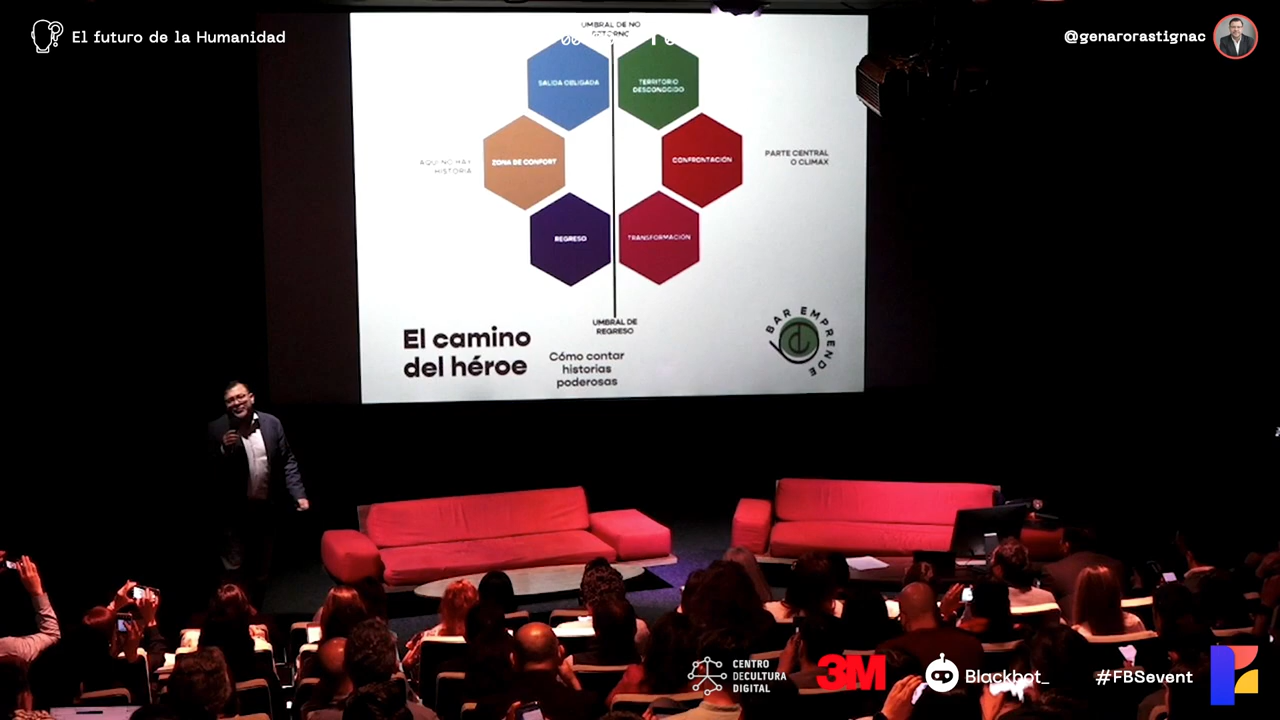 El futuro de la Humanidad
@genarorastignac
UMBRAL DE NO
RETORNO
SALIDA OBLIGADA
TERRITORIO
DESCONOCIDO
AQUÍ NO HAY
HISTORIA
ZONA DE CONFORT
CONFRONTACIÓN
PARTE CENTRAL
O CLIMAX
REGRESO
TRANSFORMACIÓN
UMBRAL DE
REGRESO
El camino
del héroe
Cómo contar
historias
poderosas
BAR EMPRENDE
CENTRO
DECULTURA
DIGITAL
3M
Blackbot_
#FBSevent